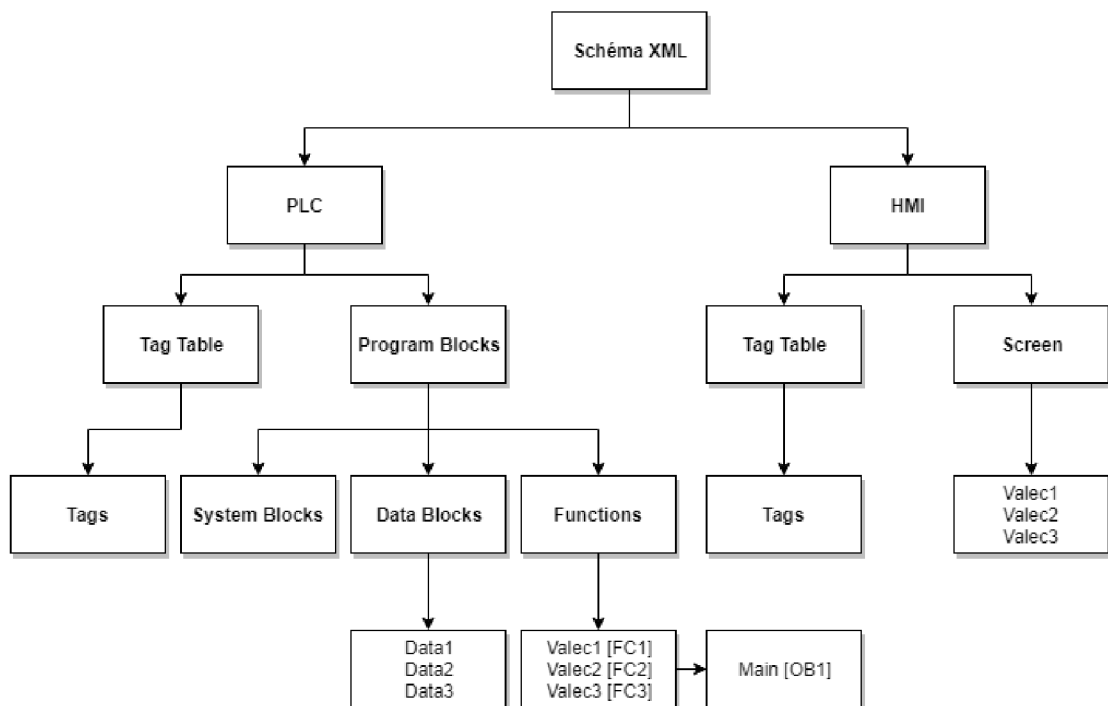 Schéma XML
PLC
HMI
Tag Table
Program Blocks
Tag Table
Screen
Tags
System Blocks
Data Blocks
Functions
Tags
Valec1
Valec2
Valec3
Data1
Data2
Data3
Valec1 [FC1]
Valec2 [FC2]
Valec3 [FC3]
Main [OB1]